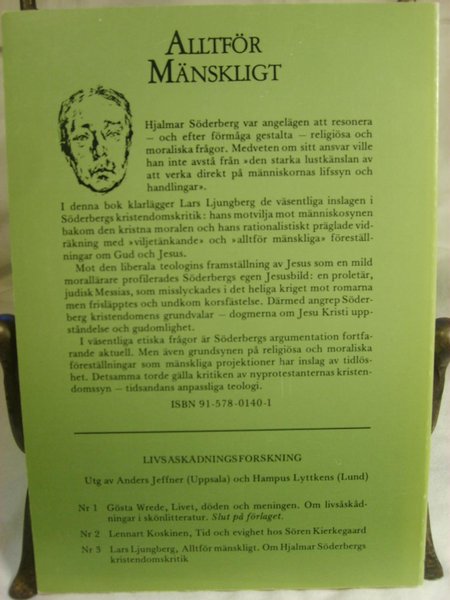 ALLTFÖR
MÄNSKLIGT
Hjalmar Söderberg var angelägen att resonera
— och efter förmåga gestalta — religiösa och
moraliska frågor. Medveten om sitt ansvar ville
han inte avstå från »den starka lustkänslan av
att verka direkt på människornas lifssyn och
handlingar».
I denna bok klarlägger Lars Ljungberg de väsentliga inslagen i
Söderbergs kristendomskritik: hans motvilja mot människosynen
bakom den kristna moralen och hans rationalistiskt präglade vid-
räkning med »viljetänkande» och »alltför mänskliga» föreställ-
ningar om Gud och Jesus.
Mot den liberala teologins framställning av Jesus som en mild
morallärare profilerades Söderbergs egen Jesusbild: en proletär,
judisk Messias, som misslyckades i det heliga kriget mot romarna
men frisläpptes och undkom korsfästelse. Därmed angrep Söder-
berg kristendomens grundvalar — dogmerna om Jesu Kristi upp-
ståndelse och gudomlighet.
I väsentliga etiska frågor är Söderbergs argumentation fortfa-
rande aktuell. Men även grundsynen på religiösa och moraliska
föreställningar som mänskliga projektioner har inslag av tidlös-
het. Detsamma torde gälla kritiken av nyprotestanternas kristen-
domssyn — tidsandans anpassliga teologi.
ISBN 91-578-0140-1
LIVSÅSKÅDNINGSFORSKNING
Utg av Anders Jeffner (Uppsala) och Hampus Lyttkens (Lund)
Nr 1 Gösta Wrede, Livet, döden och meningen. Om livsåskåd-
ningar i skönlitteratur. Slut på förlaget.
Nr 2 Lennart Koskinen, Tid och evighet hos Sören Kierkegaard
Nr 3 Lars Ljungberg, Alltför mänskligt. Om Hjalmar Söderbergs
kristendomskritik